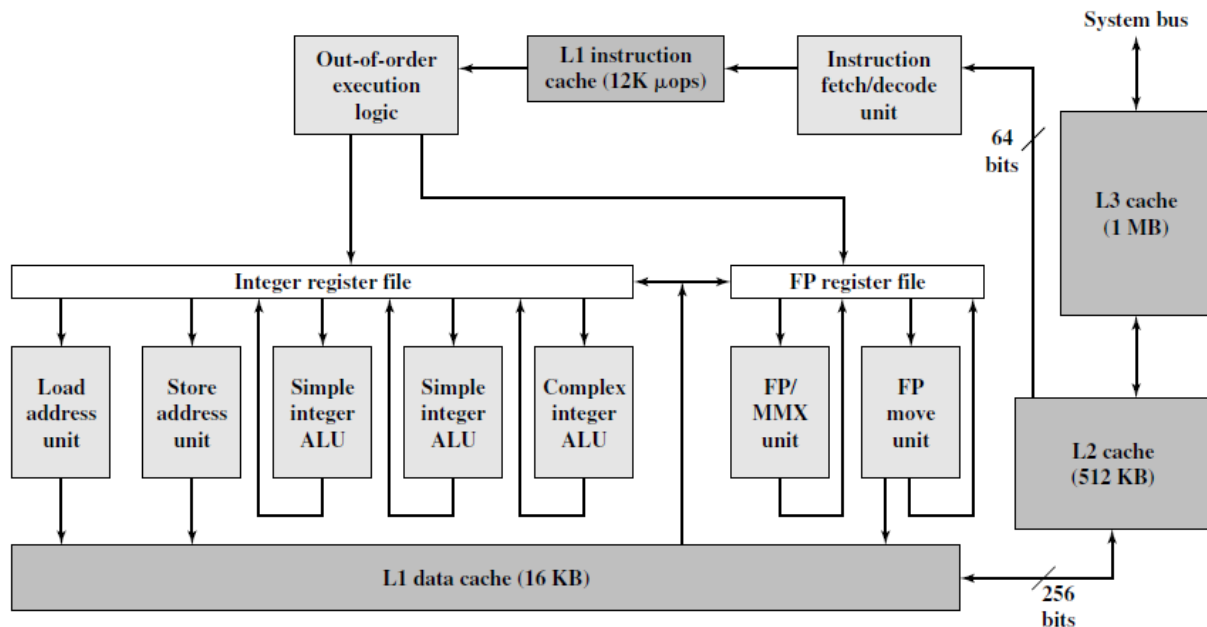 System bus
Out-of-order
execution
logic
L1 instruction
cache (12K μops)
Instruction
fetch/decode
unit
64
bits
L3 cache
(1 MB)
Integer register file
FP register file
Load
address
unit
Store
address
unit
Simple
integer
ALU
Simple
integer
ALU
Complex
integer
ALU
FP/
MMX
unit
FP
move
unit
L2 cache
(512 KB)
L1 data cache (16 KB)
256
bits